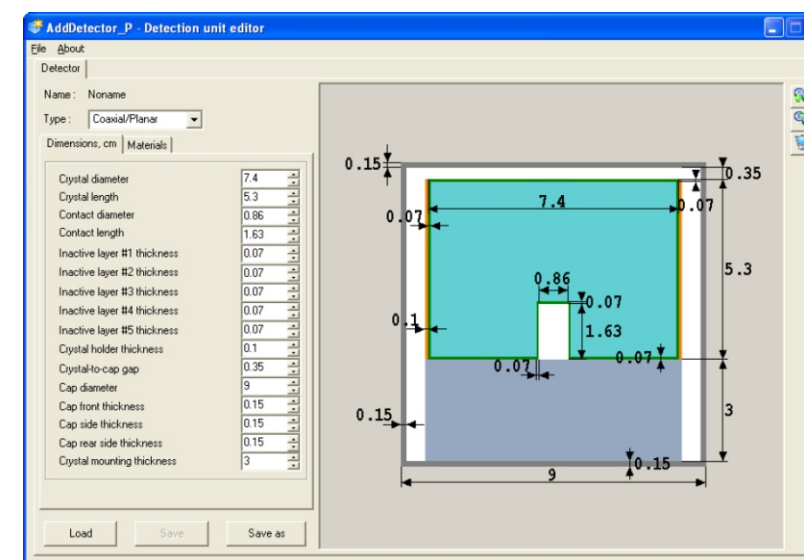 AddDetector_P - Detection unit editor
File About
Detector
Name : Noname
Type : Coaxial/Planar
Dimensions, cm Materials
Crystal diameter 7.4
Crystal length 5.3
Contact diameter 0.86
Contact length 1.63
Inactive layer #1 thickness 0.07
Inactive layer #2 thickness 0.07
Inactive layer #3 thickness 0.07
Inactive layer #4 thickness 0.07
Inactive layer #5 thickness 0.07
Crystal holder thickness 0.1
Crystal-to-cap gap 0.35
Cap diameter 9
Cap front thickness 0.15
Cap side thickness 0.15
Cap rear side thickness 0.15
Crystal mounting thickness 3
Load Save Save as
0.15
0.35
7.4
0.07
0.07
5.3
0.86
0.07
0.1
1.63
0.07
0.07
0.15
3
0.15
9